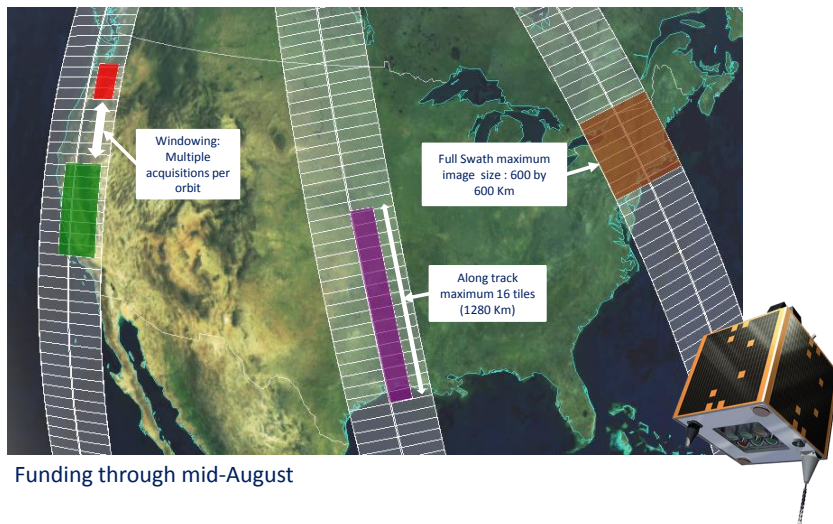 Windowing:
Multiple
acquisitions per
orbit
Full Swath maximum
image size : 600 by
600 Km
Along track
maximum 16 tiles
(1280 Km)
Funding through mid-August